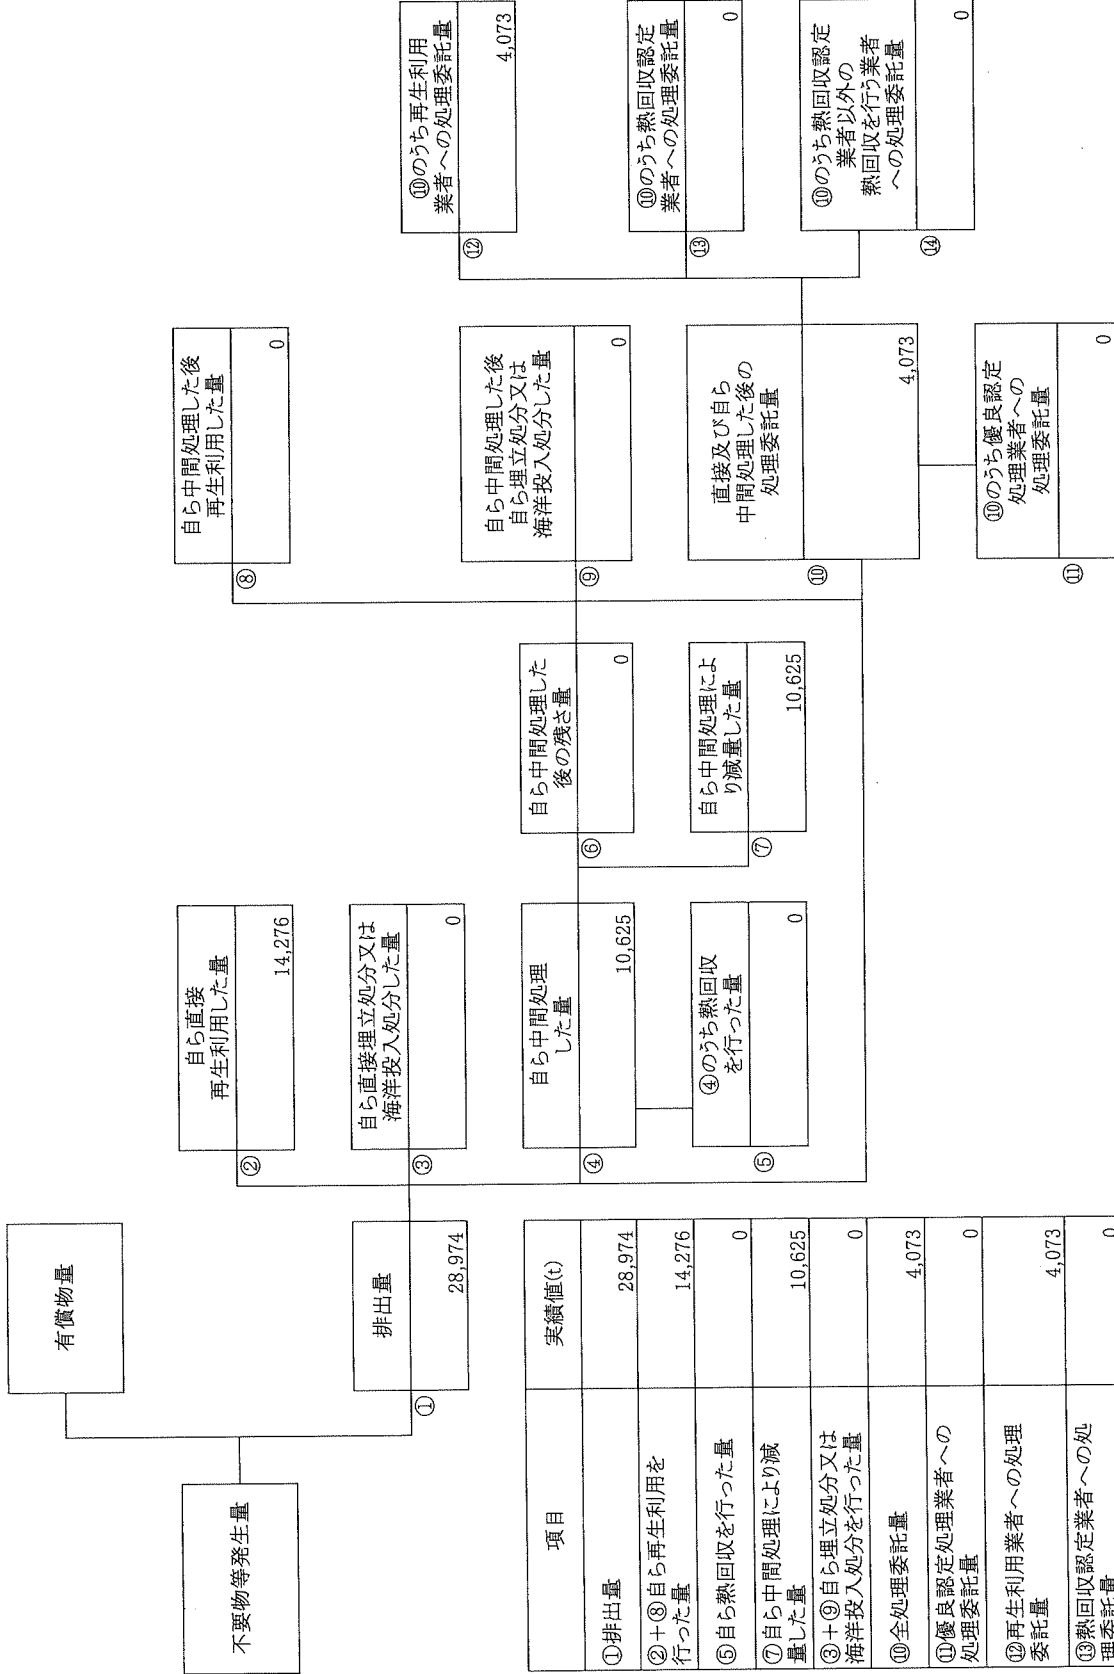 有償物量
不要物等発生量
排出量
①
28,974
自ら直接
再生利用した量
②
14,276
自ら直接埋立処分又は
海洋投入処分した量
③
0
自ら中間処理
した量
④
10,625
④のうち熱回収
を行った量
⑤
0
自ら中間処理した
後の残さ量
⑥
0
自ら中間処理によ
り減量した量
⑦
10,625
自ら中間処理した後
再生利用した量
⑧
0
自ら中間処理した後
自ら埋立処分又は
海洋投入処分した量
⑨
0
直接及び自ら
中間処理した後の
処理委託量
⑩
4,073
⑩のうち優良認定
処理業者への
処理委託量
⑪
0
⑩のうち再生利用
業者への処理委託量
⑫
4,073
⑩のうち熱回収認定
業者への処理委託量
⑬
0
⑩のうち熱回収認定
業者以外の
熱回収を行う業者
への処理委託量
⑭
0
項目 実績値(t)
①排出量 28,974
②+⑧自ら再生利用を
行った量 14,276
⑤自ら熱回収を行った量 0
⑦自ら中間処理により減
量した量 10,625
③+⑨自ら埋立処分又は
海洋投入処分を行った量 0
⑩全処理委託量 4,073
⑪優良認定処理業者への
処理委託量 0
⑫再生利用業者への処理
委託量 4,073
⑬熱回収認定業者への処
理委託量 0